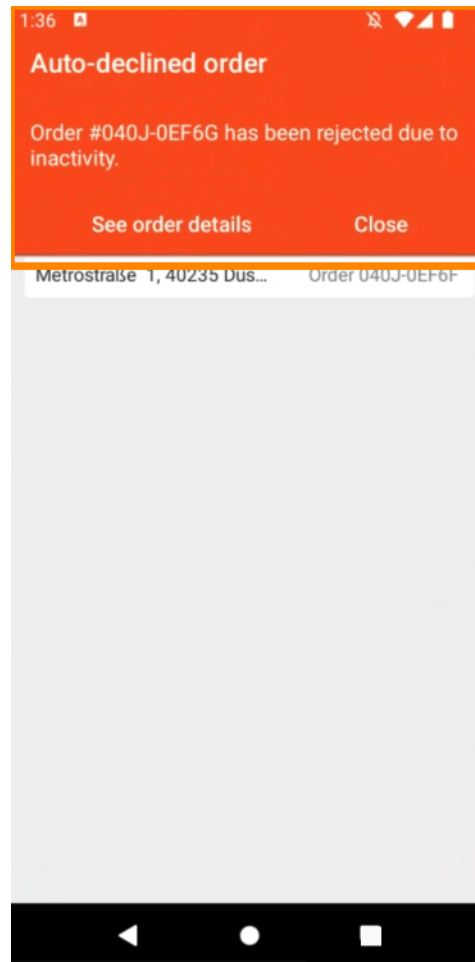 1:36 A
Auto-declined order
Order #040J-0EF6G has been rejected due to
inactivity.
See order details Close
Metrostraße 1, 40235 Düs... Order 040J-0EF6F